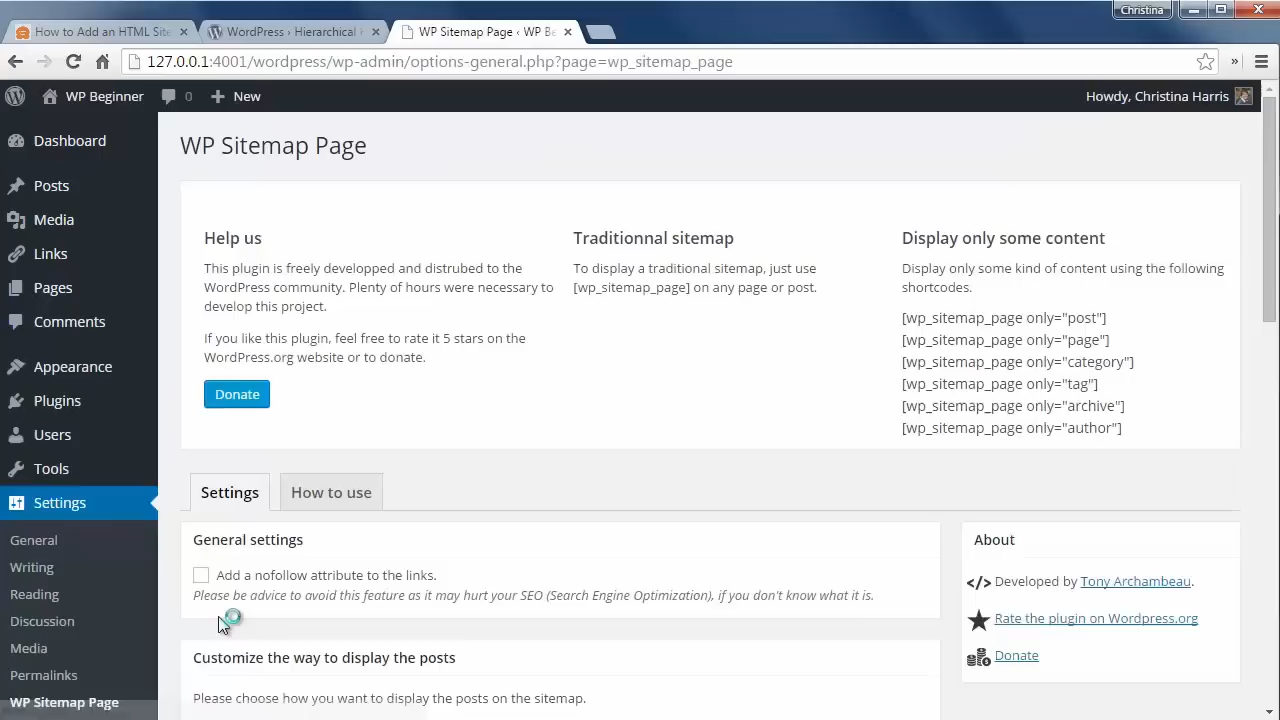 Christina
How to Add an HTML Site
WordPress › Hierarchical
WP Sitemap Page ‹ WP Be
127.0.0.1:4001/wordpress/wp-admin/options-general.php?page=wp_sitemap_page
WP Beginner
0
New
Howdy, Christina Harris
Dashboard
Posts
Media
Links
Pages
Comments
Appearance
Plugins
Users
Tools
Settings
General
Writing
Reading
Discussion
Media
Permalinks
WP Sitemap Page
WP Sitemap Page
Help us
This plugin is freely developped and distrubed to the
WordPress community. Plenty of hours were necessary to
develop this project.
If you like this plugin, feel free to rate it 5 stars on the
WordPress.org website or to donate.
Donate
Traditionnal sitemap
To display a traditional sitemap, just use
[wp_sitemap_page] on any page or post.
Display only some content
Display only some kind of content using the following
shortcodes.
[wp_sitemap_page only="post"]
[wp_sitemap_page only="page"]
[wp_sitemap_page only="category"]
[wp_sitemap_page only="tag"]
[wp_sitemap_page only="archive"]
[wp_sitemap_page only="author"]
Settings
How to use
General settings
Add a nofollow attribute to the links.
Please be advice to avoid this feature as it may hurt your SEO (Search Engine Optimization), if you don't know what it is.
Customize the way to display the posts
Please choose how you want to display the posts on the sitemap.
About
Developed by Tony Archambeau.
Rate the plugin on Wordpress.org
Donate